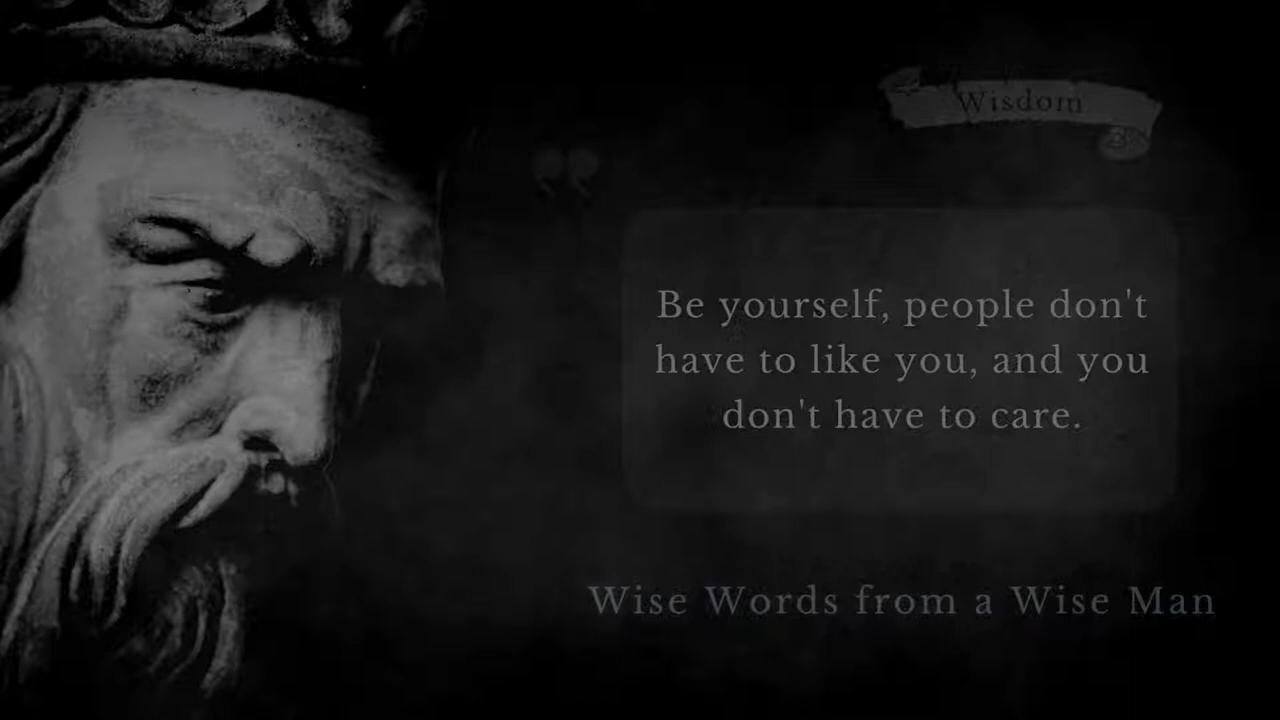 Wisdom
Be yourself, people don't
have to like you, and you
don't have to care.
Wise Words from a Wise Man